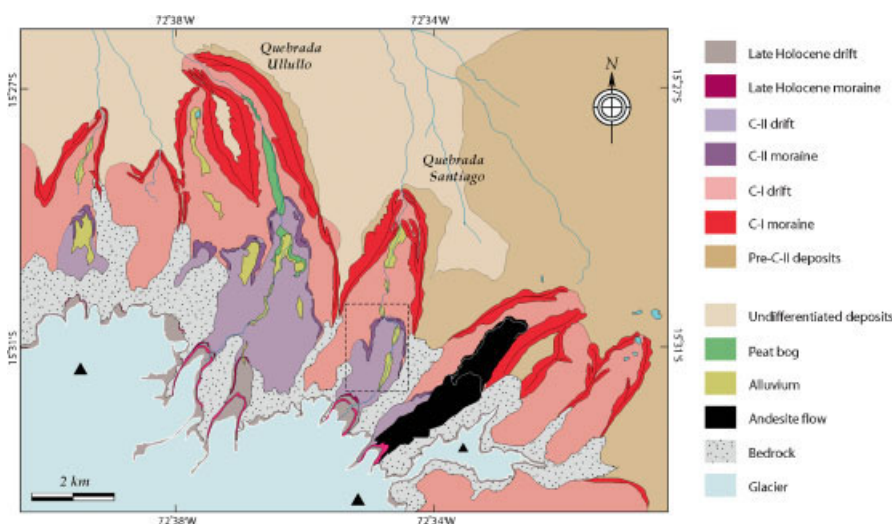 72°38'W
72°34'W
Quebrada
Ullullo
N
15°27'S
15°27'S
Quebrada
Santiago
15°31'S
15°31'S
2 km
72°38'W
72°34'W
Late Holocene drift
Late Holocene moraine
C-II drift
C-II moraine
C-I drift
C-I moraine
Pre-C-II deposits
Undifferentiated deposits
Peat bog
Alluvium
Andesite flow
Bedrock
Glacier